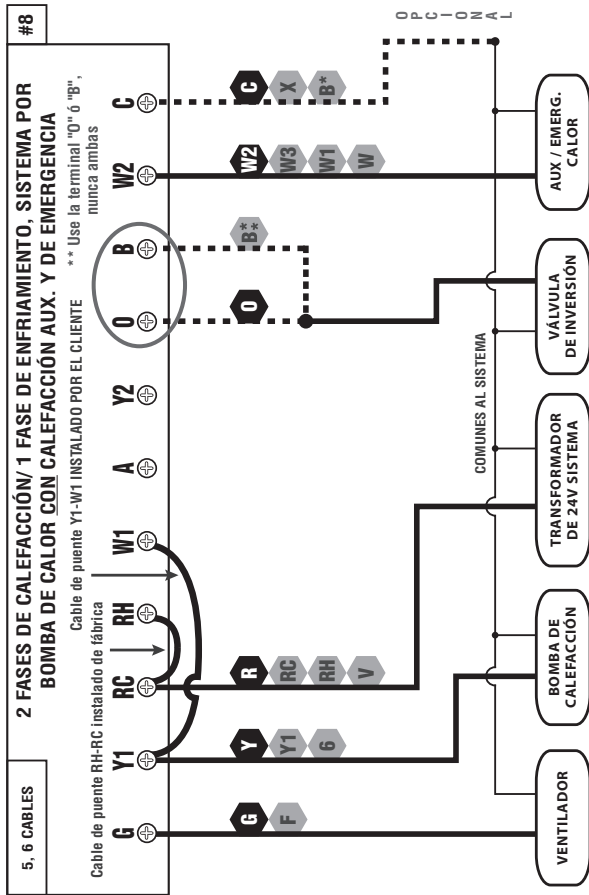 5, 6 CABLES
2 FASES DE CALEFACCIÓN/ 1 FASE DE ENFRIAMIENTO, SISTEMA POR
BOMBA DE CALOR CON CALEFACCIÓN AUX. Y DE EMERGENCIA
#8
Cable de puente RH-RC instalado de fábrica
Cable de puente Y1-W1 INSTALADO POR EL CLIENTE
** Use la terminal "O" ó "B",
nunca ambas
G Y1 RC RH W1 A Y2 O B W2 C
G Y R O B** W2 C
F Y1 RC W3 X
6 RH W1 B*
V W
OPCIONAL
COMUNES AL SISTEMA
VENTILADOR
BOMBA DE
CALEFACCIÓN
TRANSFORMADOR
DE 24V SISTEMA
VÁLVULA
DE INVERSIÓN
AUX / EMERG.
CALOR